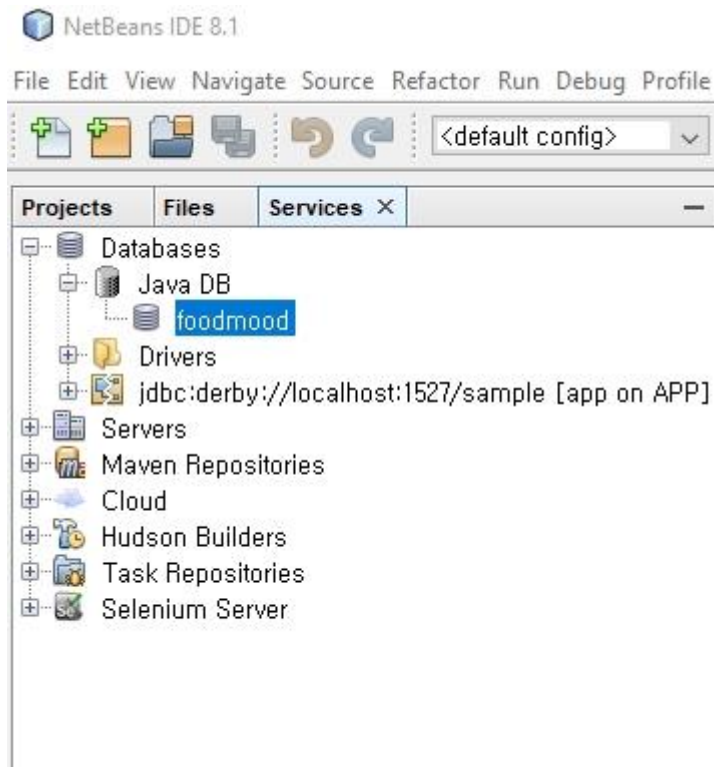 NetBeans IDE 8.1
File Edit View Navigate Source Refactor Run Debug Profile
<default config>
Projects Files Services
Databases
Java DB
foodmood
Drivers
jdbc:derby://localhost:1527/sample [app on APP]
Servers
Maven Repositories
Cloud
Hudson Builders
Task Repositories
Selenium Server